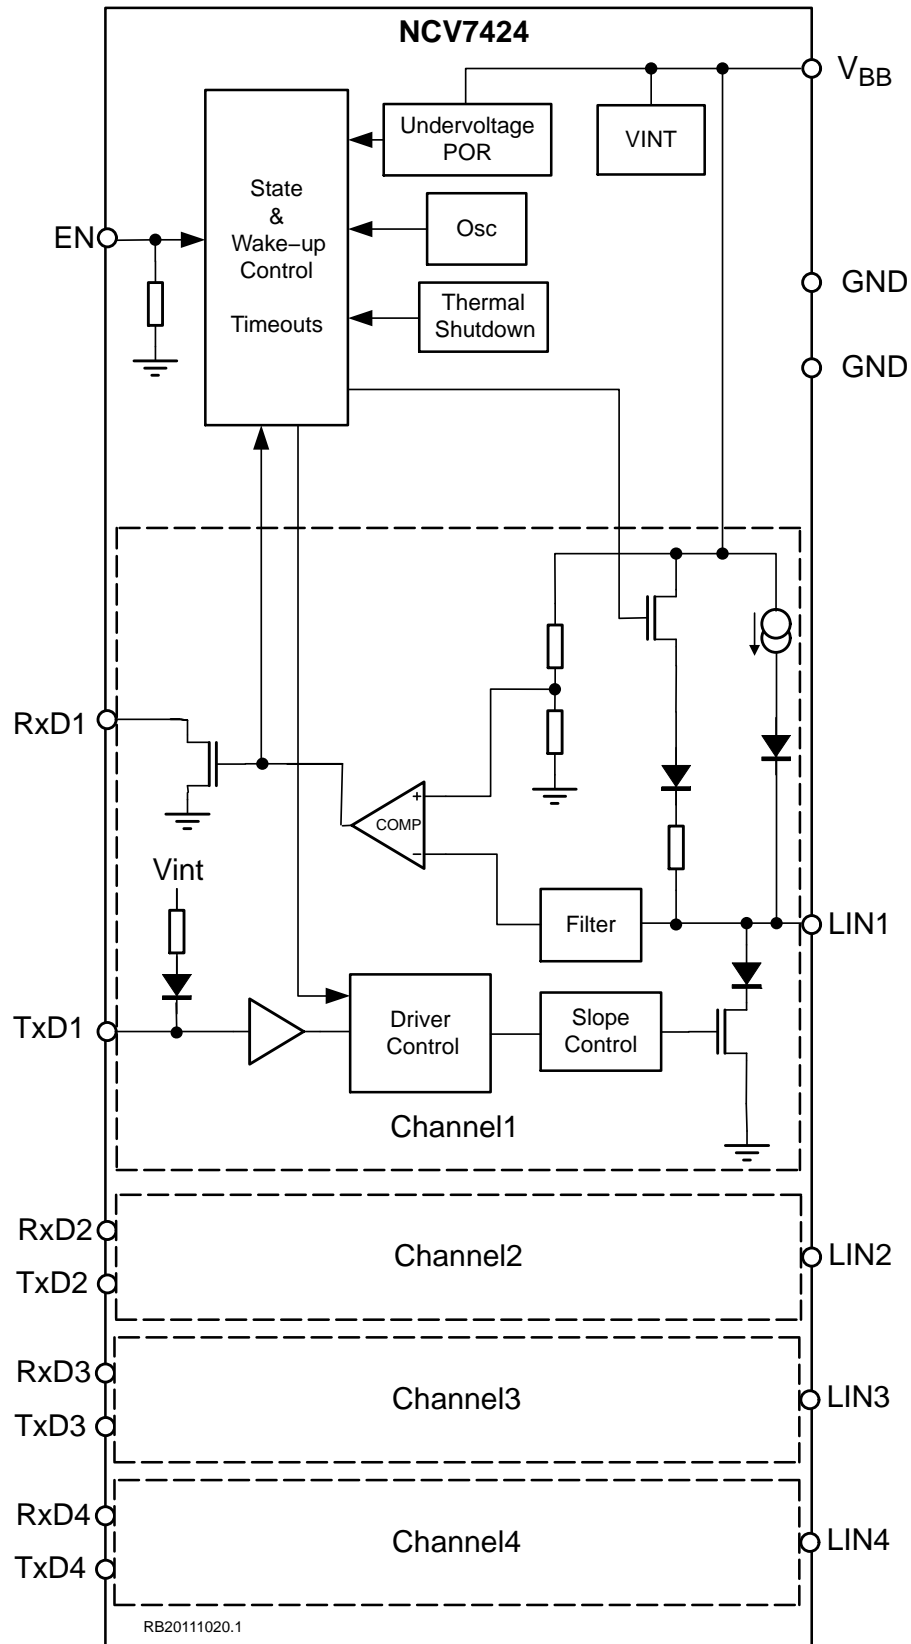 NCV7424
VBB
Undervoltage
POR
VINT
State
&
Wake−up
Control
Timeouts
Osc
EN
Thermal
Shutdown
GND
GND
RxD1
+
COMP
−
Vint
Filter
LIN1
TxD1
Driver
Control
Slope
Control
Channel1
RxD2
TxD2
Channel2
LIN2
RxD3
TxD3
Channel3
LIN3
RxD4
TxD4
Channel4
LIN4
RB20111020.1